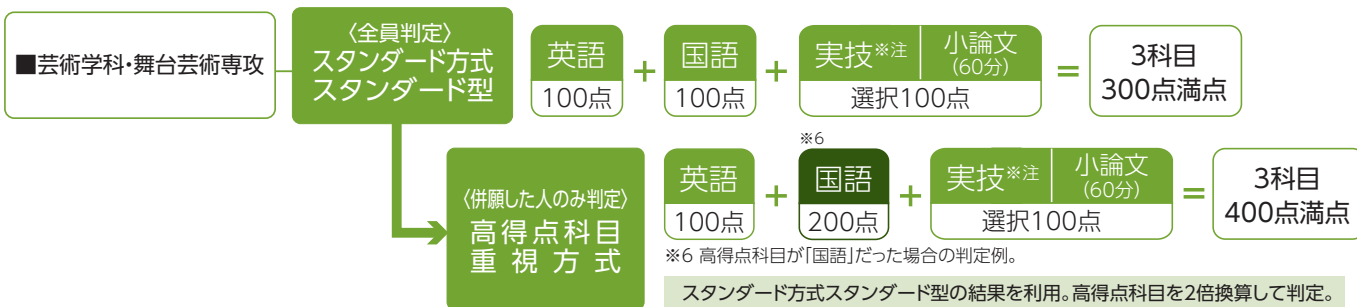 ■芸術学科・舞台芸術専攻
〈全員判定〉
スタンダード方式
スタンダード型
英語
100点
+
国語
100点
+
実技※注
小論文
(60分)
選択100点
=
3科目
300点満点
〈併願した人のみ判定〉
高得点科目
重視方式
英語
100点
+
※6
国語
200点
+
実技※注
小論文
(60分)
選択100点
=
3科目
400点満点
※6 高得点科目が「国語」だった場合の判定例。
スタンダード方式スタンダード型の結果を利用。高得点科目を2倍換算して判定。